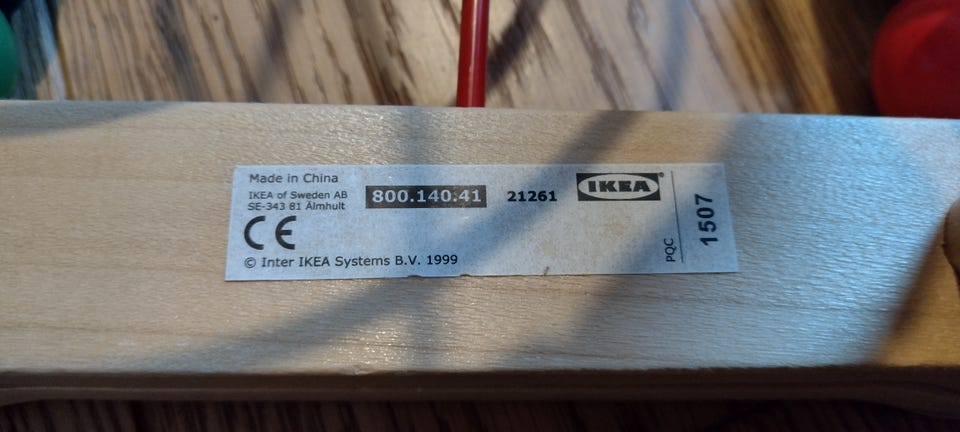 Made in China
IKEA of Sweden AB
SE-343 81 Älmhult
800.140.41
21261
IKEA®
CE
© Inter IKEA Systems B.V. 1999
PQC
1507